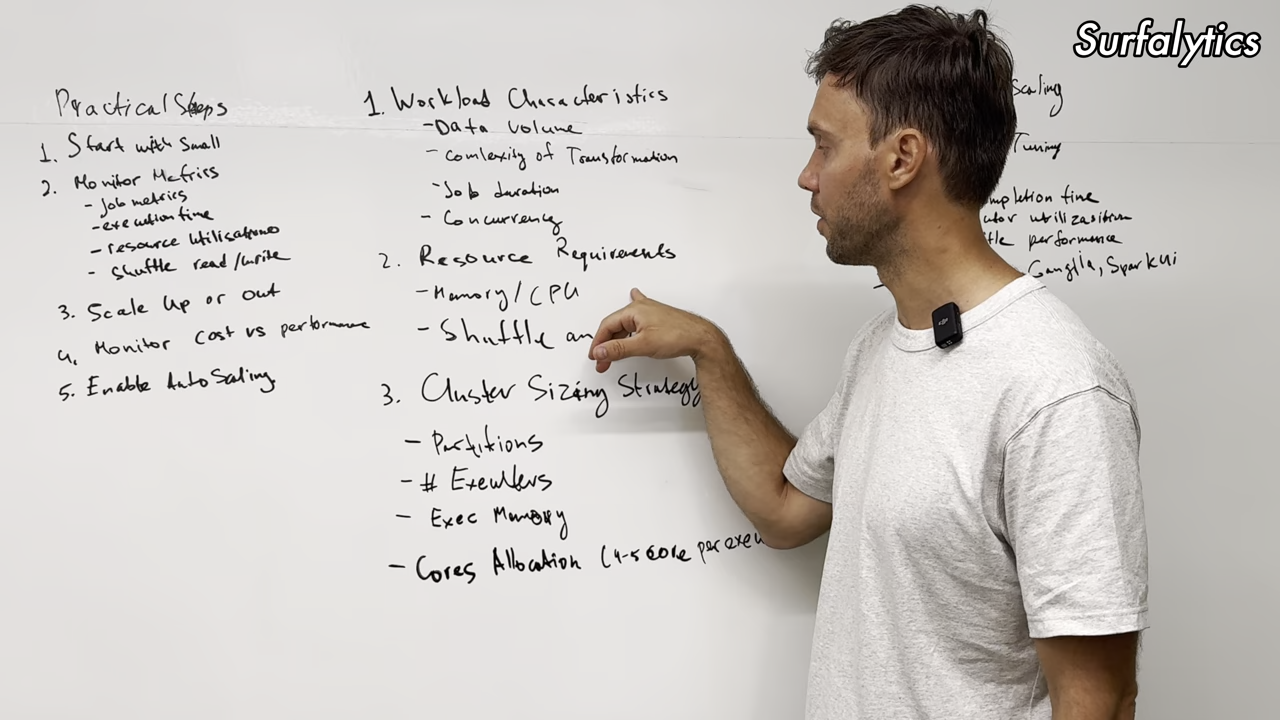 Surfalytics
Practical Steps
1. Start with Small
2. Monitor Metrics
- Job metrics
- execution time
- resource Utilisations
- Shuffle read/write
3. Scale Up or out
4. Monitor Cost vs performance
5. Enable AutoScaling
1. Workload Characteristics
- Data Volume
- comlexity of Transformation
- Job duration
- Concurrency
2. Resource Requirements
- Memory/CPU
- Shuffle an
3. Cluster Sizing Strategy
- Partitions
- # Executors
- Exec Memory
- Cores Allocation (4-5 core per exec
Scaling
Tuning
mpletion time
utor utilization
ffle performance
Ganglia, Spark Ui